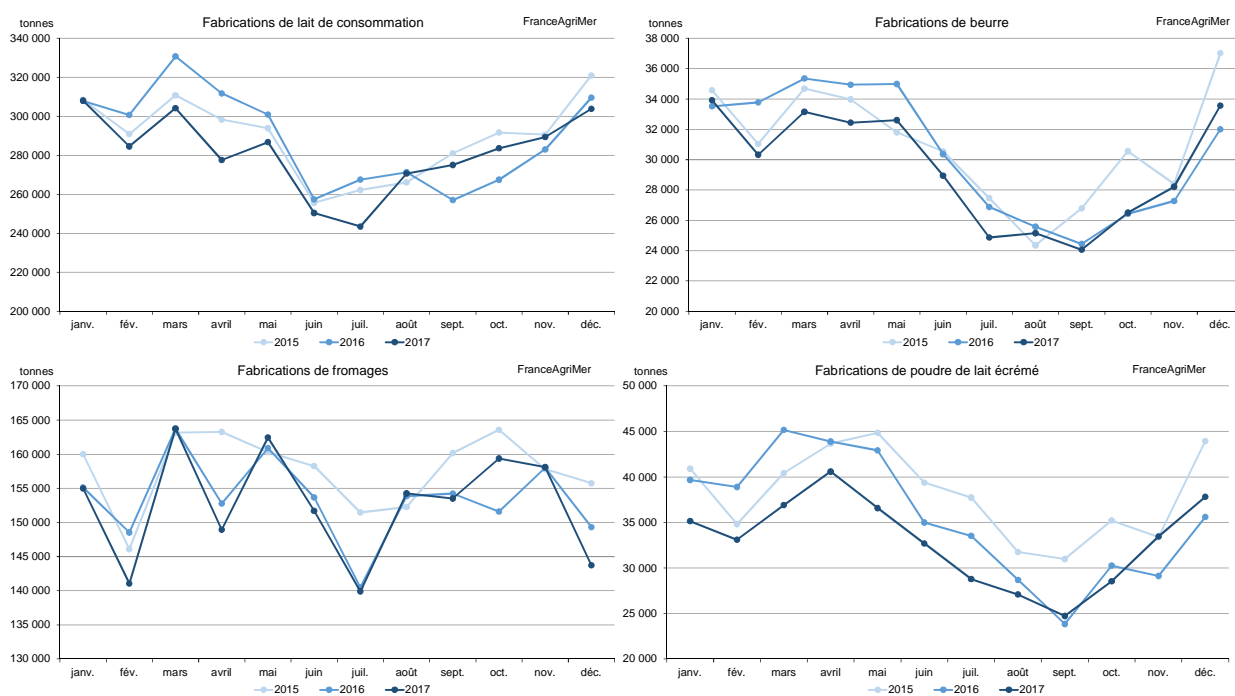 tonnes Fabrications de lait de consommation FranceAgriMer
340 000
320 000
300 000
280 000
260 000
240 000
220 000
200 000
janv. fév. mars avril mai juin juil. août sept. oct. nov. déc.
2015 2016 2017
tonnes Fabrications de beurre FranceAgriMer
38 000
36 000
34 000
32 000
30 000
28 000
26 000
24 000
22 000
20 000
janv. fév. mars avril mai juin juil. août sept. oct. nov. déc.
2015 2016 2017
tonnes Fabrications de fromages FranceAgriMer
170 000
165 000
160 000
155 000
150 000
145 000
140 000
135 000
130 000
janv. fév. mars avril mai juin juil. août sept. oct. nov. déc.
2015 2016 2017
tonnes Fabrications de poudre de lait écrémé FranceAgriMer
50 000
45 000
40 000
35 000
30 000
25 000
20 000
janv. fév. mars avril mai juin juil. août sept. oct. nov. déc.
2015 2016 2017